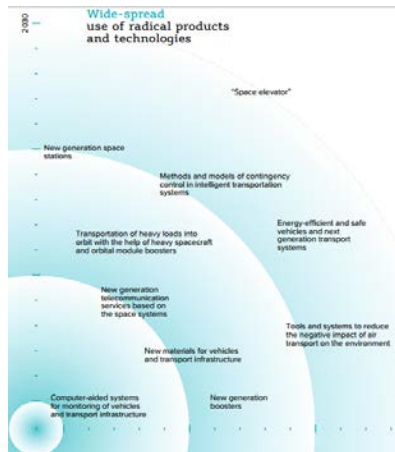 2030
Wide-spread
use of radical products
and technologies
"Space elevator"
New generation space
stations
Methods and models of contingency
control in intelligent transportation
systems
Energy-efficient and safe
vehicles and next
generation transport
systems
Transportation of heavy loads into
orbit with the help of heavy spacecraft
and orbital module boosters
New generation
telecommunication
services based on
the space systems
Tools and systems to reduce
the negative impact of air
transport on the environment
New materials for vehicles
and transport infrastructure
Computer-aided systems
for monitoring of vehicles
and transport infrastructure
New generation
boosters